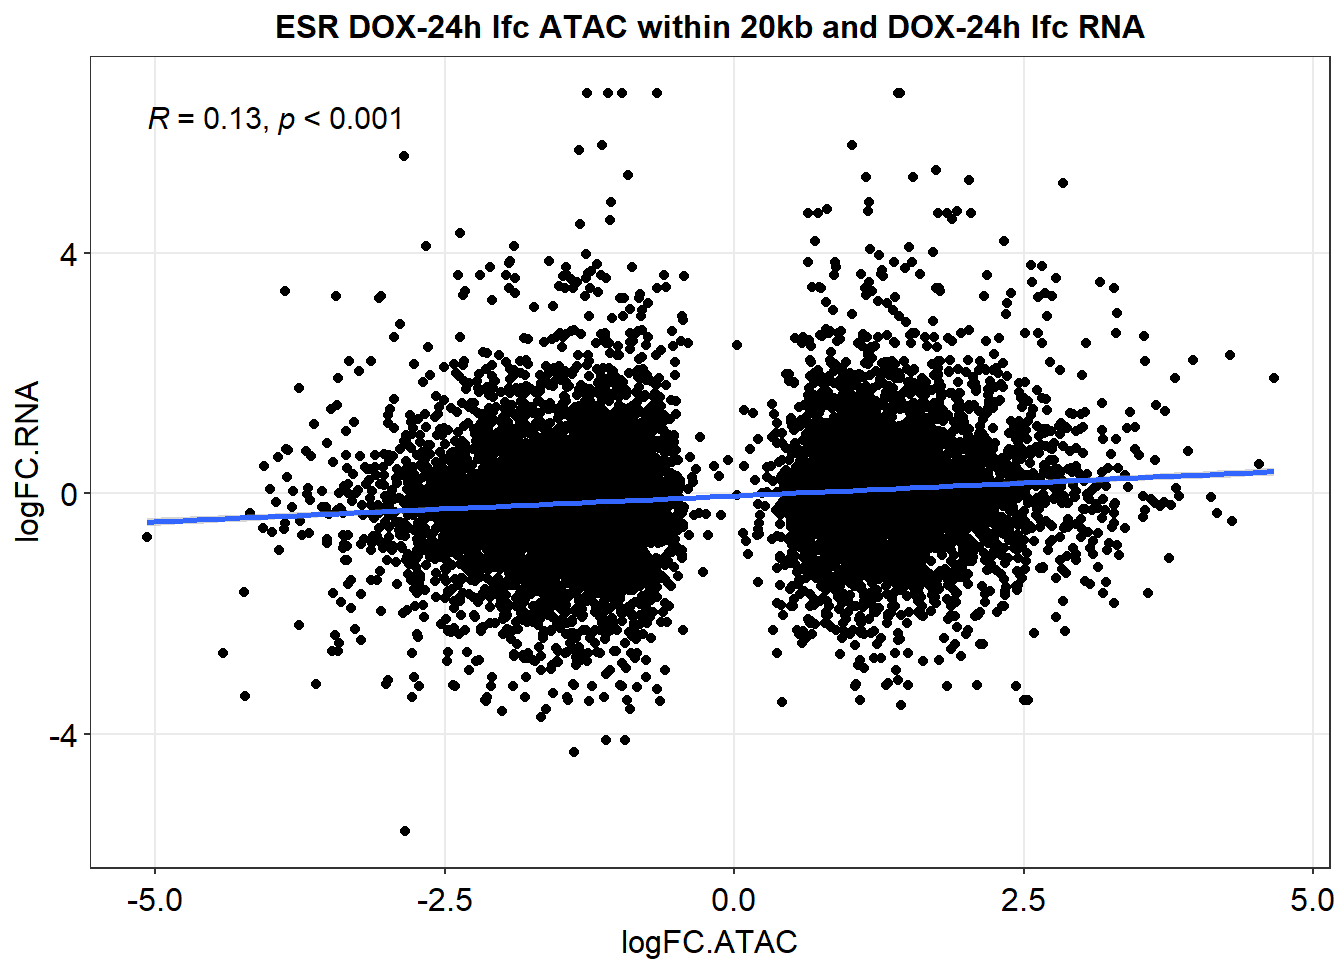 ESR DOX-24h lfc ATAC within 20kb and DOX-24h lfc RNA
R = 0.13, p < 0.001
4
0
-4
logFC.RNA
-5.0
-2.5
0.0
2.5
5.0
logFC.ATAC